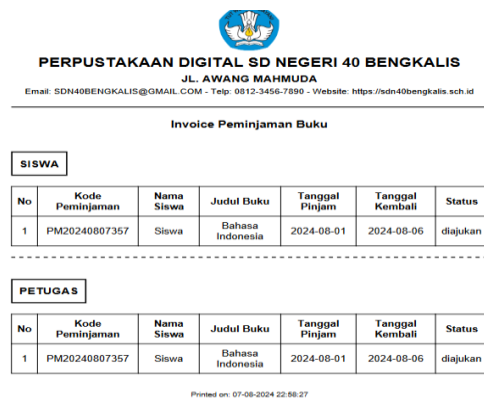 PERPUSTAKAAN DIGITAL SD NEGERI 40 BENGKALIS
JL. AWANG MAHMUDA
Email: SDN40BENGKALIS@GMAIL.COM - Telp: 0812-3456-7890 - Website: https://sdn40bengkalis.sch.id
Invoice Peminjaman Buku
SISWA
No Kode Peminjaman Nama Siswa Judul Buku Tanggal Pinjam Tanggal Kembali Status
1 PM20240807357 Siswa Bahasa Indonesia 2024-08-01 2024-08-06 diajukan
PETUGAS
No Kode Peminjaman Nama Siswa Judul Buku Tanggal Pinjam Tanggal Kembali Status
1 PM20240807357 Siswa Bahasa Indonesia 2024-08-01 2024-08-06 diajukan
Printed on: 07-08-2024 22:58:27